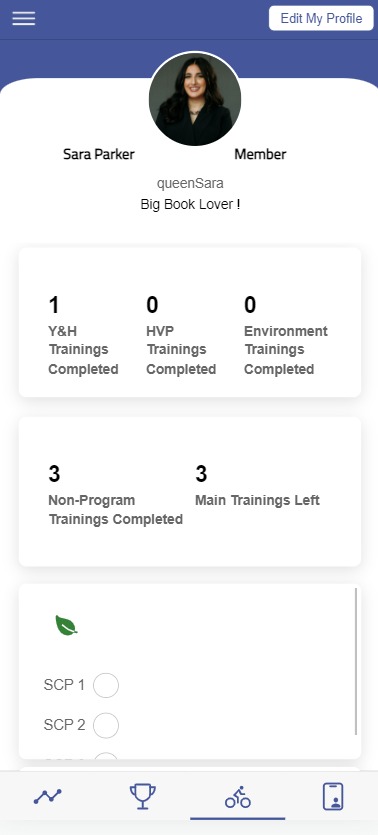 Edit My Profile
Sara Parker Member
queenSara
Big Book Lover !
1 0 0
Y&H HVP Environment
Trainings Trainings Trainings
Completed Completed Completed
3 3
Non-Program Main Trainings Left
Trainings Completed
SCP 1
SCP 2